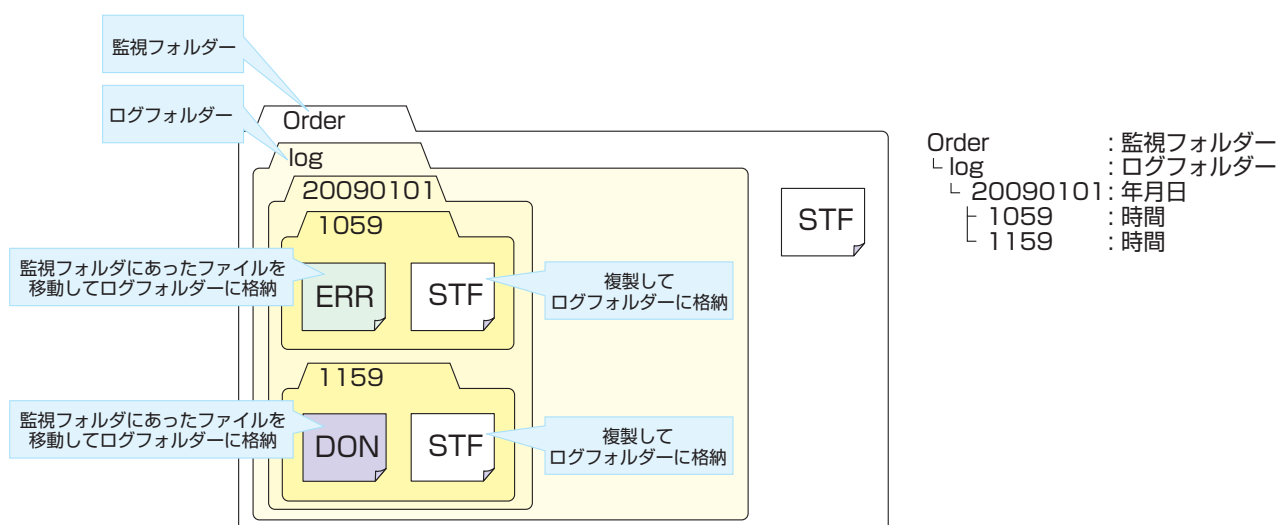 監視フォルダー
ログフォルダー
Order
log
20090101
1059
監視フォルダにあったファイルを
移動してログフォルダーに格納
ERR
STF
複製して
ログフォルダーに格納
1159
監視フォルダにあったファイルを
移動してログフォルダーに格納
DON
STF
複製して
ログフォルダーに格納
STF
Order : 監視フォルダー
└ log : ログフォルダー
└ 20090101 : 年月日
├ 1059 : 時間
└ 1159 : 時間